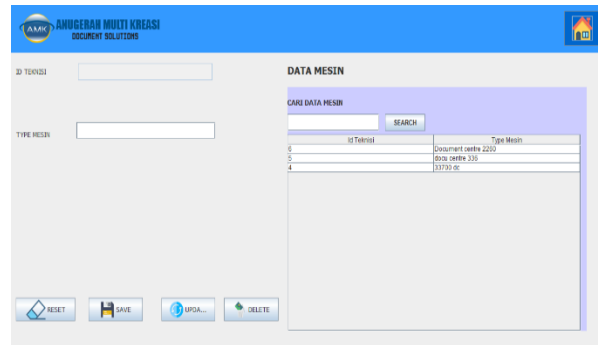 AMK
ANUGERAH MULTI KREASI
DOCUMENT SOLUTIONS
ID TEKNISI
TYPE MESIN
RESET
SAVE
UPDA...
DELETE
DATA MESIN
CARI DATA MESIN
SEARCH
Id Teknisi Type Mesin
6 Document centre 2200
5 docu centre 336
4 33700 dc